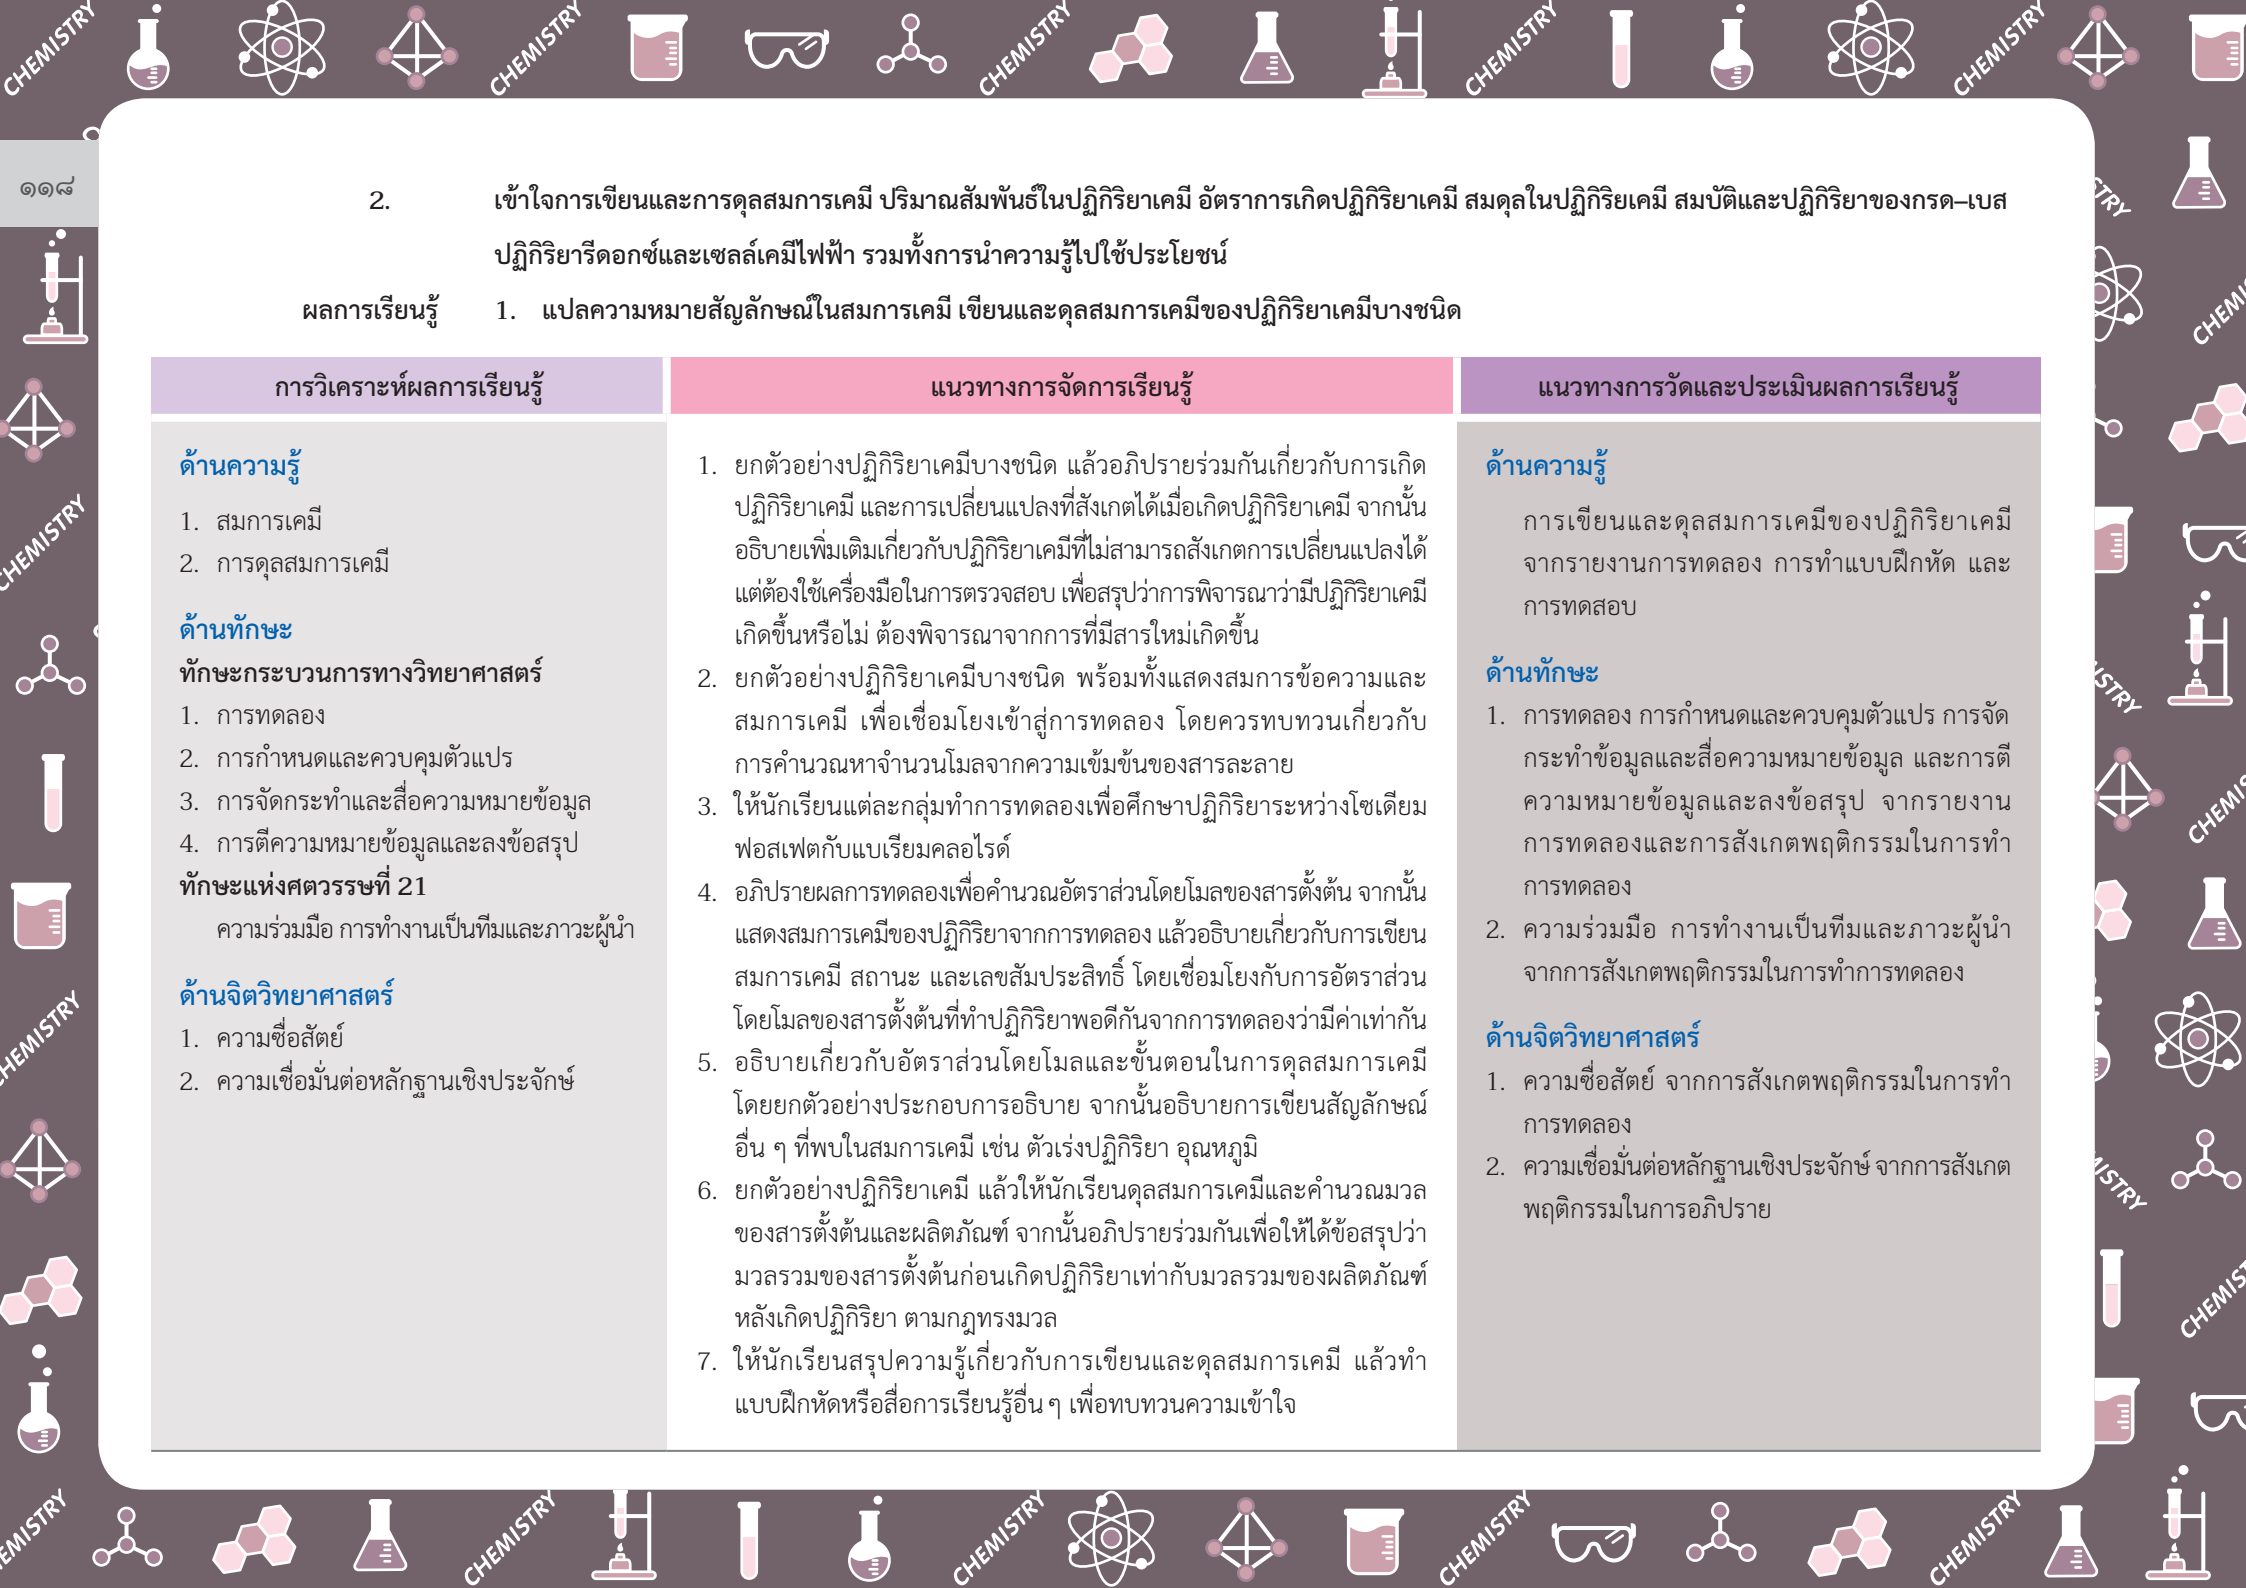 CHEMISTRY CHEMISTRY CHEMISTRY CHEMISTRY CHEMISTRY
๑๑๘
2. เข้าใจการเขียนและการดุลสมการเคมี ปริมาณสัมพันธ์ในปฏิกิริยาเคมี อัตราการเกิดปฏิกิริยาเคมี สมดุลในปฏิกิริยเคมี สมบัติและปฏิกิริยาของกรด–เบส
ปฏิกิริยารีดอกซ์และเซลล์เคมีไฟฟ้า รวมทั้งการนำความรู้ไปใช้ประโยชน์
ผลการเรียนรู้ 1. แปลความหมายสัญลักษณ์ในสมการเคมี เขียนและดุลสมการเคมีของปฏิกิริยาเคมีบางชนิด
การวิเคราะห์ผลการเรียนรู้
ด้านความรู้
1. สมการเคมี
2. การดุลสมการเคมี
ด้านทักษะ
ทักษะกระบวนการทางวิทยาศาสตร์
1. การทดลอง
2. การกำหนดและควบคุมตัวแปร
3. การจัดกระทำและสื่อความหมายข้อมูล
4. การตีความหมายข้อมูลและลงข้อสรุป
ทักษะแห่งศตวรรษที่ 21
ความร่วมมือ การทำงานเป็นทีมและภาวะผู้นำ
ด้านจิตวิทยาศาสตร์
1. ความซื่อสัตย์
2. ความเชื่อมั่นต่อหลักฐานเชิงประจักษ์
แนวทางการจัดการเรียนรู้
1. ยกตัวอย่างปฏิกิริยาเคมีบางชนิด แล้วอภิปรายร่วมกันเกี่ยวกับการเกิด
ปฏิกิริยาเคมี และการเปลี่ยนแปลงที่สังเกตได้เมื่อเกิดปฏิกิริยาเคมี จากนั้น
อธิบายเพิ่มเติมเกี่ยวกับปฏิกิริยาเคมีที่ไม่สามารถสังเกตการเปลี่ยนแปลงได้
แต่ต้องใช้เครื่องมือในการตรวจสอบ เพื่อสรุปว่าการพิจารณาว่ามีปฏิกิริยาเคมี
เกิดขึ้นหรือไม่ ต้องพิจารณาจากการที่มีสารใหม่เกิดขึ้น
2. ยกตัวอย่างปฏิกิริยาเคมีบางชนิด พร้อมทั้งแสดงสมการข้อความและ
สมการเคมี เพื่อเชื่อมโยงเข้าสู่การทดลอง โดยควรทบทวนเกี่ยวกับ
การคำนวณหาจำนวนโมลจากความเข้มข้นของสารละลาย
3. ให้นักเรียนแต่ละกลุ่มทำการทดลองเพื่อศึกษาปฏิกิริยาระหว่างโซเดียม
ฟอสเฟตกับแบเรียมคลอไรด์
4. อภิปรายผลการทดลองเพื่อคำนวณอัตราส่วนโดยโมลของสารตั้งต้น จากนั้น
แสดงสมการเคมีของปฏิกิริยาจากการทดลอง แล้วอธิบายเกี่ยวกับการเขียน
สมการเคมี สถานะ และเลขสัมประสิทธิ์ โดยเชื่อมโยงกับการอัตราส่วน
โดยโมลของสารตั้งต้นที่ทำปฏิกิริยาพอดีกันจากการทดลองว่ามีค่าเท่ากัน
5. อธิบายเกี่ยวกับอัตราส่วนโดยโมลและขั้นตอนในการดุลสมการเคมี
โดยยกตัวอย่างประกอบการอธิบาย จากนั้นอธิบายการเขียนสัญลักษณ์
อื่น ๆ ที่พบในสมการเคมี เช่น ตัวเร่งปฏิกิริยา อุณหภูมิ
6. ยกตัวอย่างปฏิกิริยาเคมี แล้วให้นักเรียนดุลสมการเคมีและคำนวณมวล
ของสารตั้งต้นและผลิตภัณฑ์ จากนั้นอภิปรายร่วมกันเพื่อให้ได้ข้อสรุปว่า
มวลรวมของสารตั้งต้นก่อนเกิดปฏิกิริยาเท่ากับมวลรวมของผลิตภัณฑ์
หลังเกิดปฏิกิริยา ตามกฎทรงมวล
7. ให้นักเรียนสรุปความรู้เกี่ยวกับการเขียนและดุลสมการเคมี แล้วทำ
แบบฝึกหัดหรือสื่อการเรียนรู้อื่น ๆ เพื่อทบทวนความเข้าใจ
แนวทางการวัดและประเมินผลการเรียนรู้
ด้านความรู้
การเขียนและดุลสมการเคมีของปฏิกิริยาเคมี
จากรายงานการทดลอง การทำแบบฝึกหัด และ
การทดสอบ
ด้านทักษะ
1. การทดลอง การกำหนดและควบคุมตัวแปร การจัด
กระทำข้อมูลและสื่อความหมายข้อมูล และการตี
ความหมายข้อมูลและลงข้อสรุป จากรายงาน
การทดลองและการสังเกตพฤติกรรมในการทำ
การทดลอง
2. ความร่วมมือ การทำงานเป็นทีมและภาวะผู้นำ
จากการสังเกตพฤติกรรมในการทำการทดลอง
ด้านจิตวิทยาศาสตร์
1. ความซื่อสัตย์ จากการสังเกตพฤติกรรมในการทำ
การทดลอง
2. ความเชื่อมั่นต่อหลักฐานเชิงประจักษ์ จากการสังเกต
พฤติกรรมในการอภิปราย
CHEMISTRY CHEMISTRY CHEMISTRY CHEMISTRY